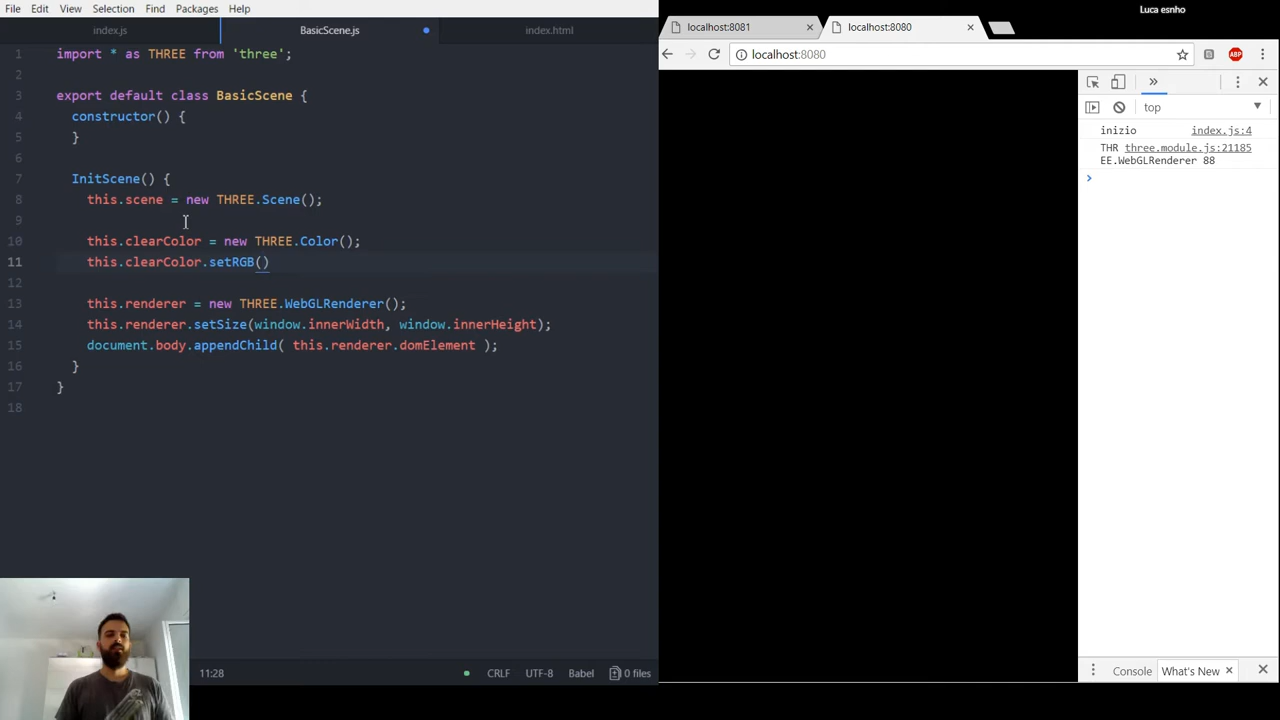 File Edit View Selection Find Packages Help
Luca esnho
index.js BasicScene.js index.html
localhost:8081 localhost:8080
localhost:8080
1 import * as THREE from 'three';
2
3 export default class BasicScene {
4 constructor() {
5 }
6
7 InitScene() {
8 this.scene = new THREE.Scene();
9
10 this.clearColor = new THREE.Color();
11 this.clearColor.setRGB()
12
13 this.renderer = new THREE.WebGLRenderer();
14 this.renderer.setSize(window.innerWidth, window.innerHeight);
15 document.body.appendChild( this.renderer.domElement );
16 }
17 }
18
ABP
top
inizio index.js:4
THR three.module.js:21185
EE.WebGLRenderer 88
11:28 CRLF UTF-8 Babel 0 files
Console What's New